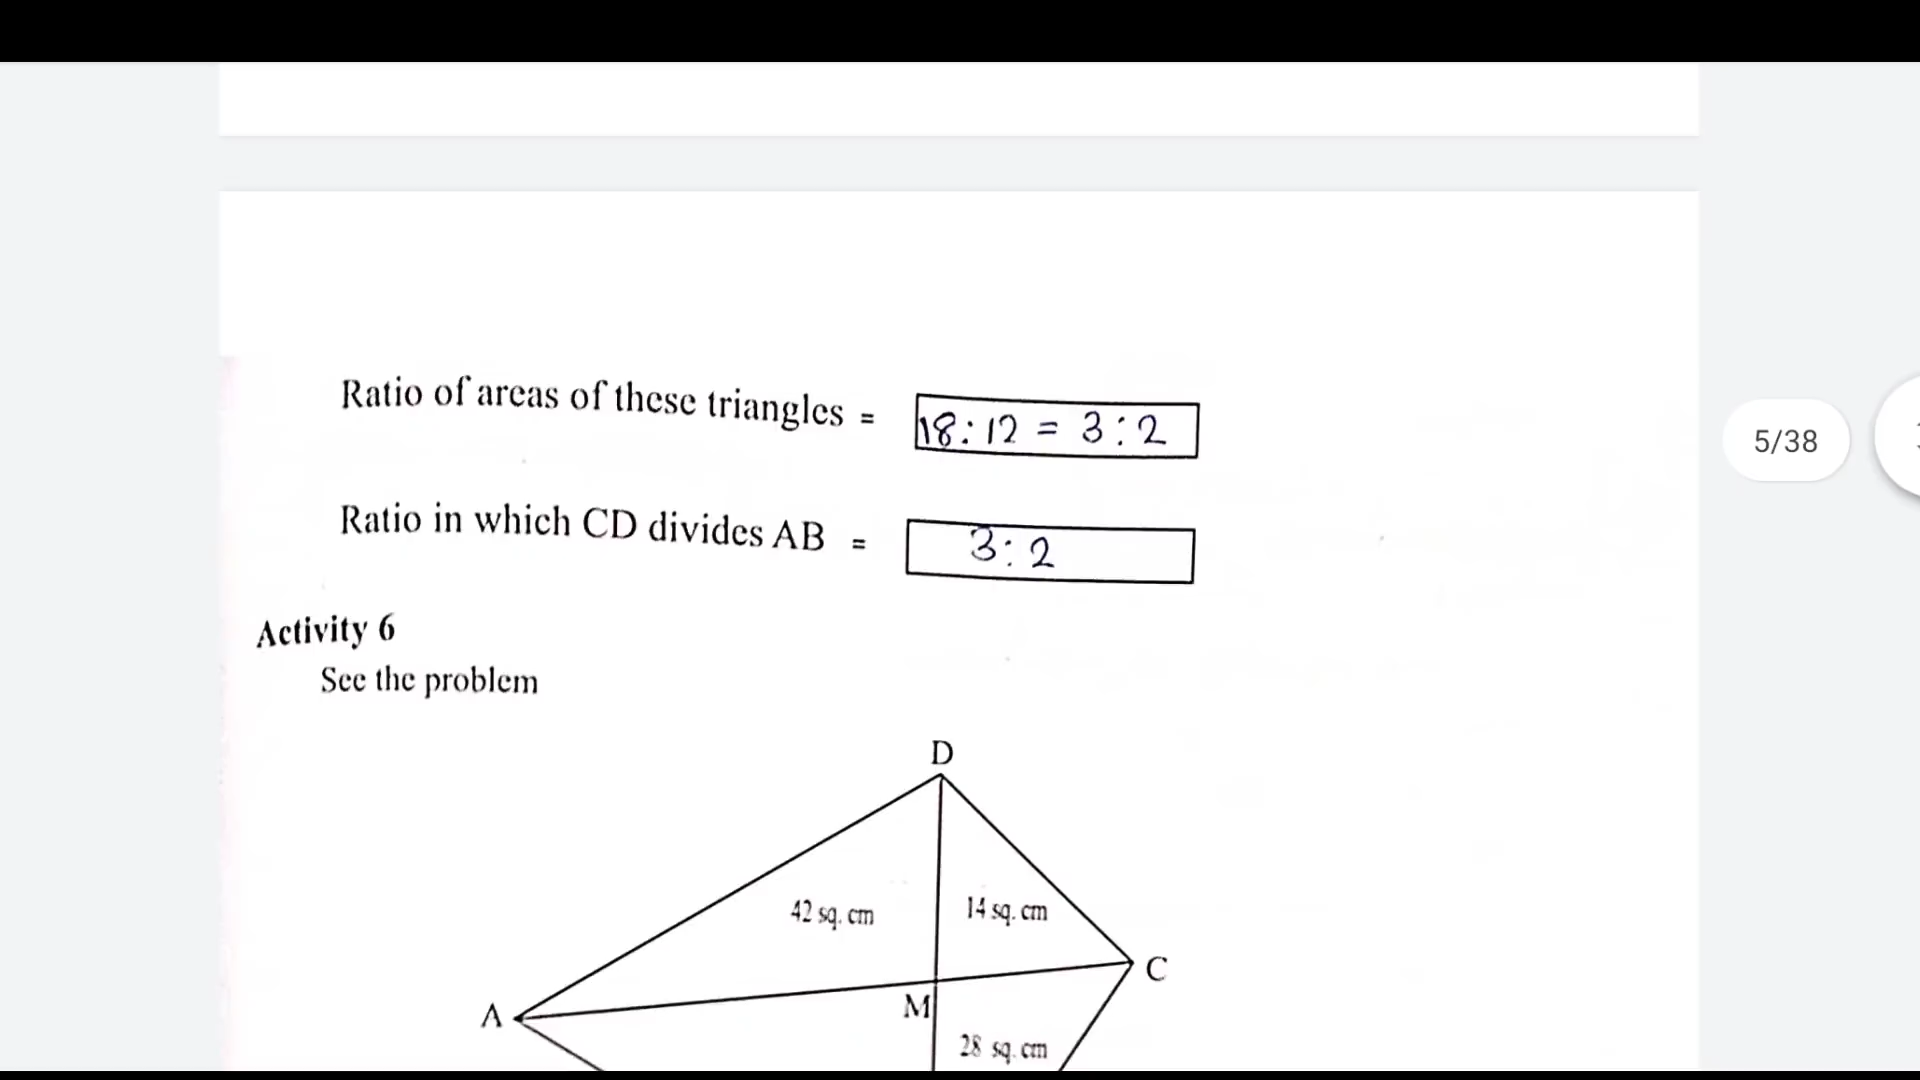 Ratio of areas of these triangles = 18:12 = 3:2
5/38
Ratio in which CD divides AB = 3:2
Activity 6
See the problem
D
42 sq. cm 14 sq. cm
C
A M
28 sq. cm